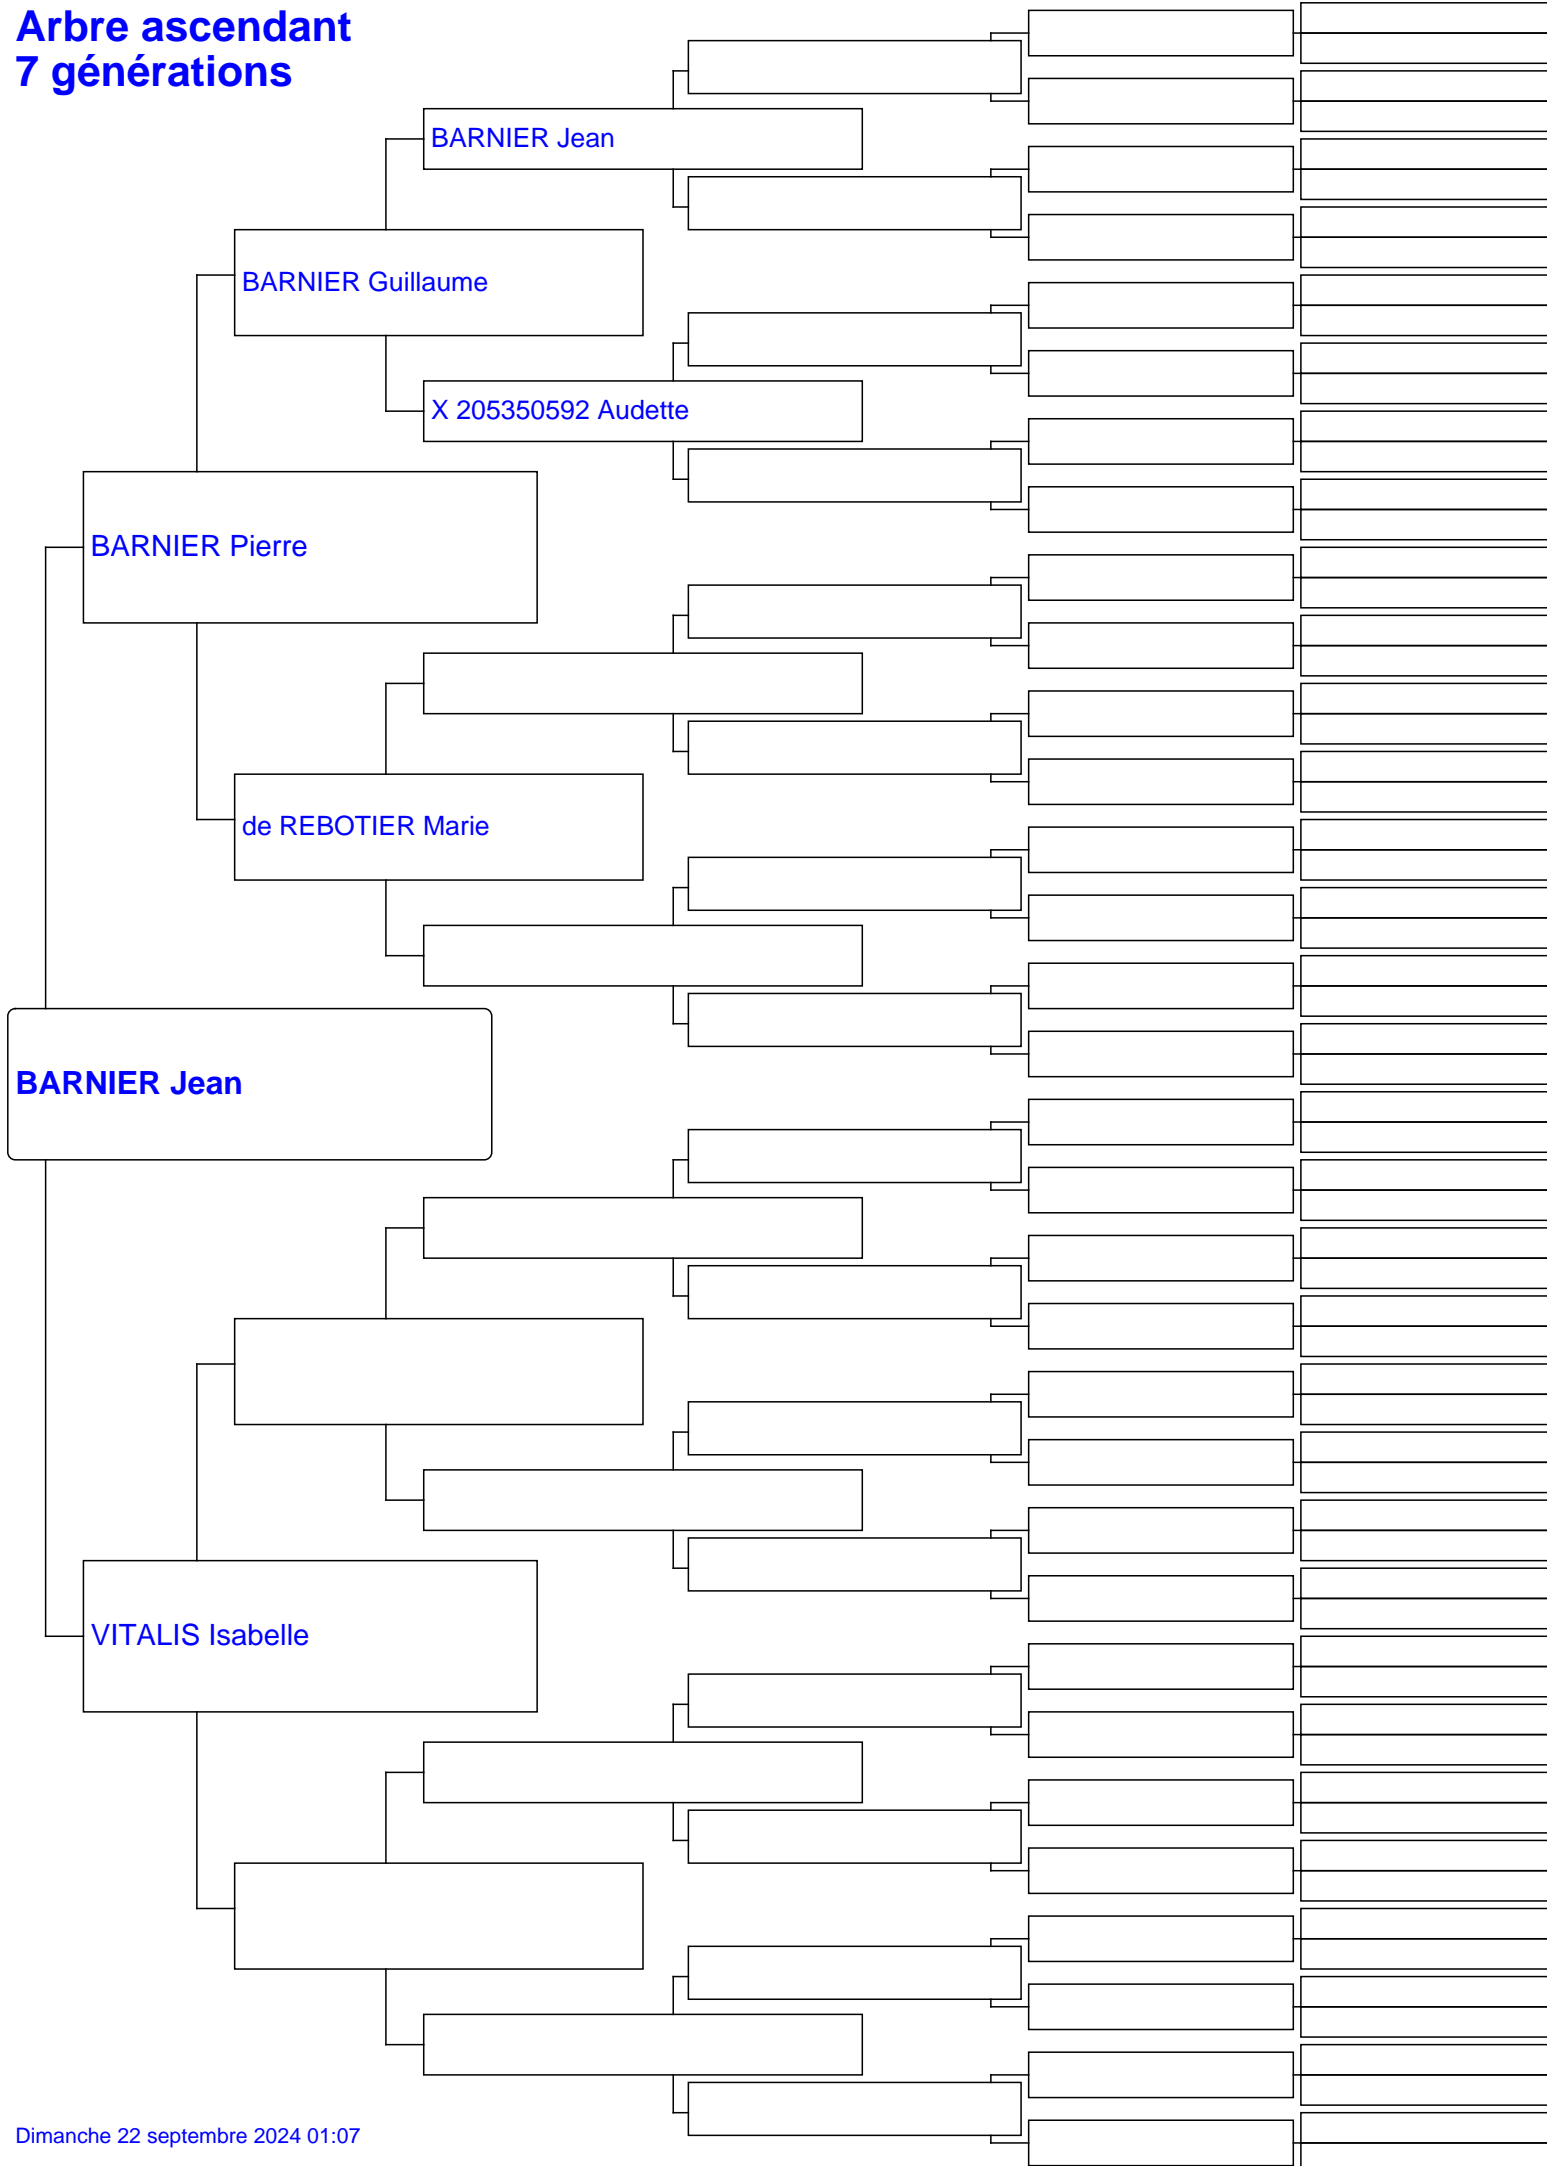 Arbre ascendant
7 générations
BARNIER Jean
BARNIER Guillaume
X 205350592 Audette
BARNIER Pierre
de REBOTIER Marie
BARNIER Jean
VITALIS Isabelle
Dimanche 22 septembre 2024 01:07